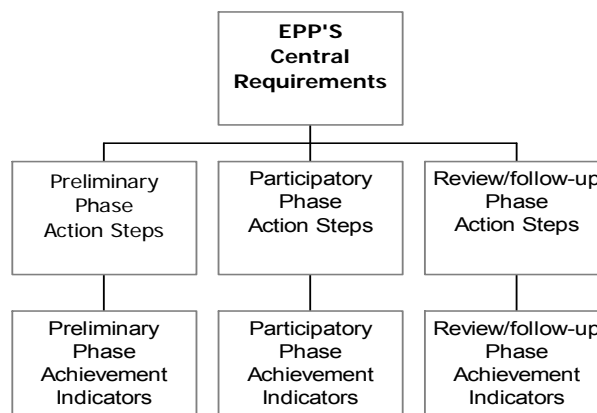 EPP'S
Central
Requirements
Preliminary
Phase
Action Steps
Participatory
Phase
Action Steps
Review/follow-up
Phase
Action Steps
Preliminary
Phase
Achievement
Indicators
Participatory
Phase
Achievement
Indicators
Review/follow-up
Phase
Achievement
Indicators